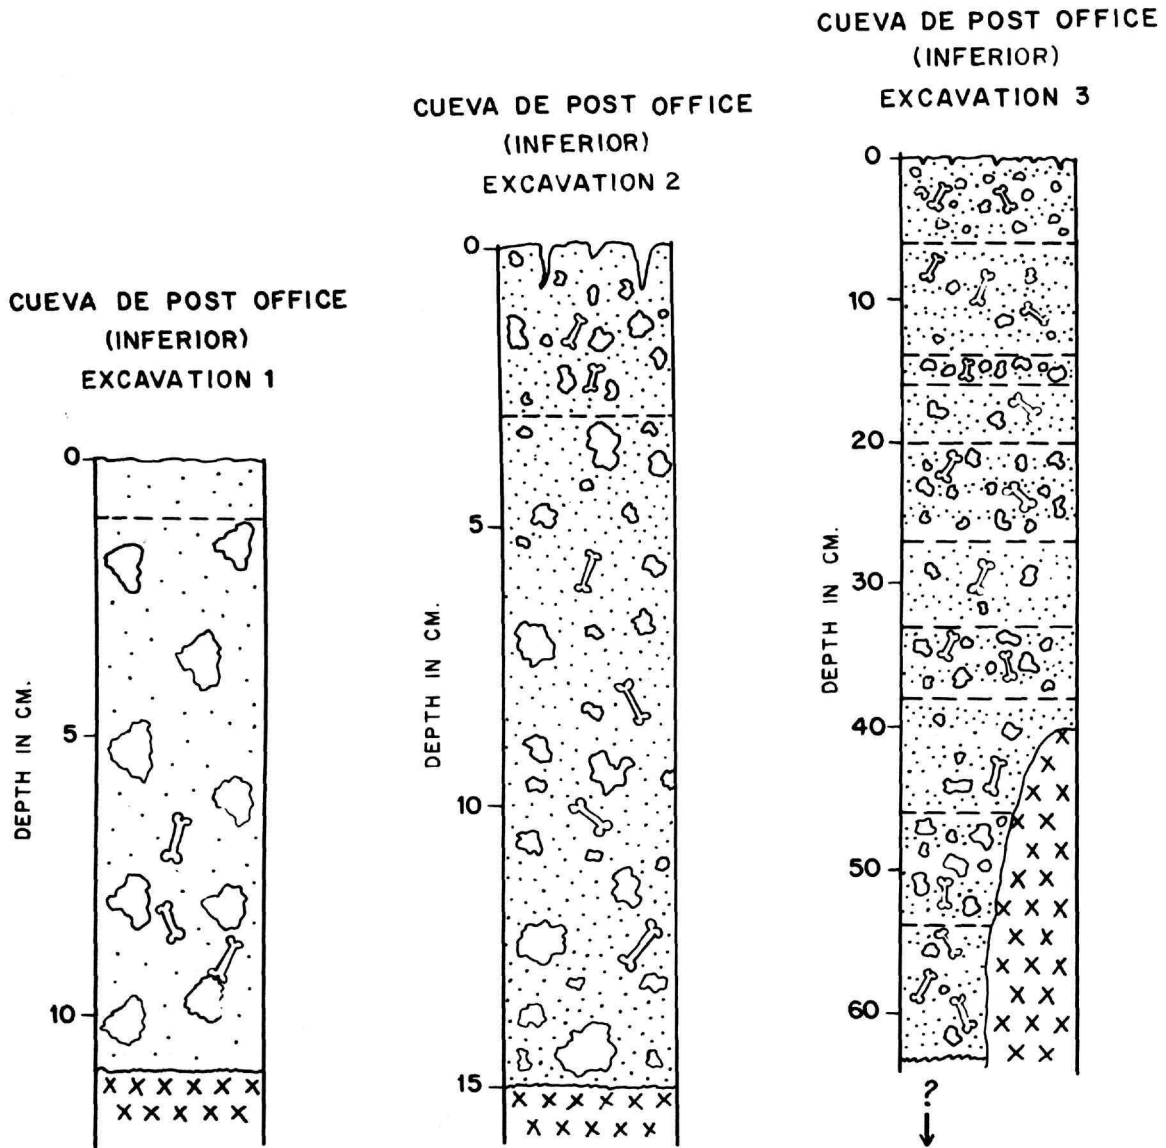 CUEVA DE POST OFFICE
(INFERIOR)
EXCAVATION 1
0
5
10
DEPTH IN CM.
CUEVA DE POST OFFICE
(INFERIOR)
EXCAVATION 2
0
5
10
15
DEPTH IN CM.
CUEVA DE POST OFFICE
(INFERIOR)
EXCAVATION 3
0
10
20
30
40
50
60
DEPTH IN CM.
?